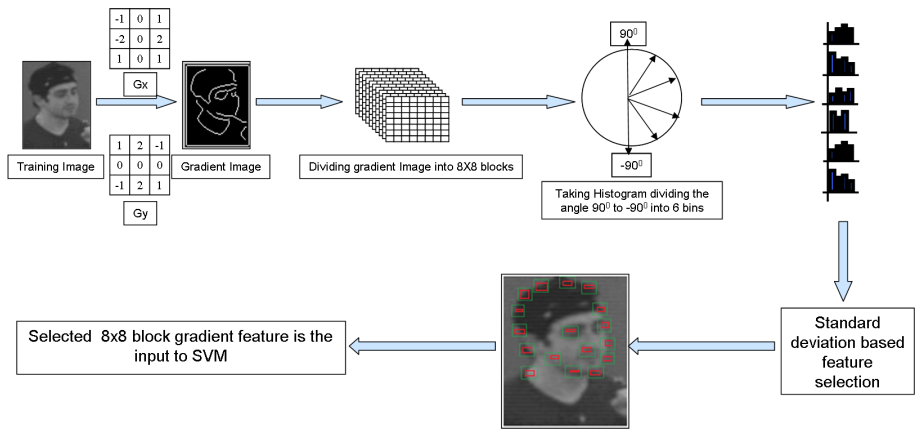 -1 0 1
-2 0 2
1 0 1
Gx
Training Image
1 2 -1
0 0 0
-1 2 1
Gy
Gradient Image
Dividing gradient Image into 8X8 blocks
90⁰
-90⁰
Taking Histogram dividing the
angle 90⁰ to -90⁰ into 6 bins
Standard
deviation based
feature
selection
Selected 8x8 block gradient feature is the
input to SVM